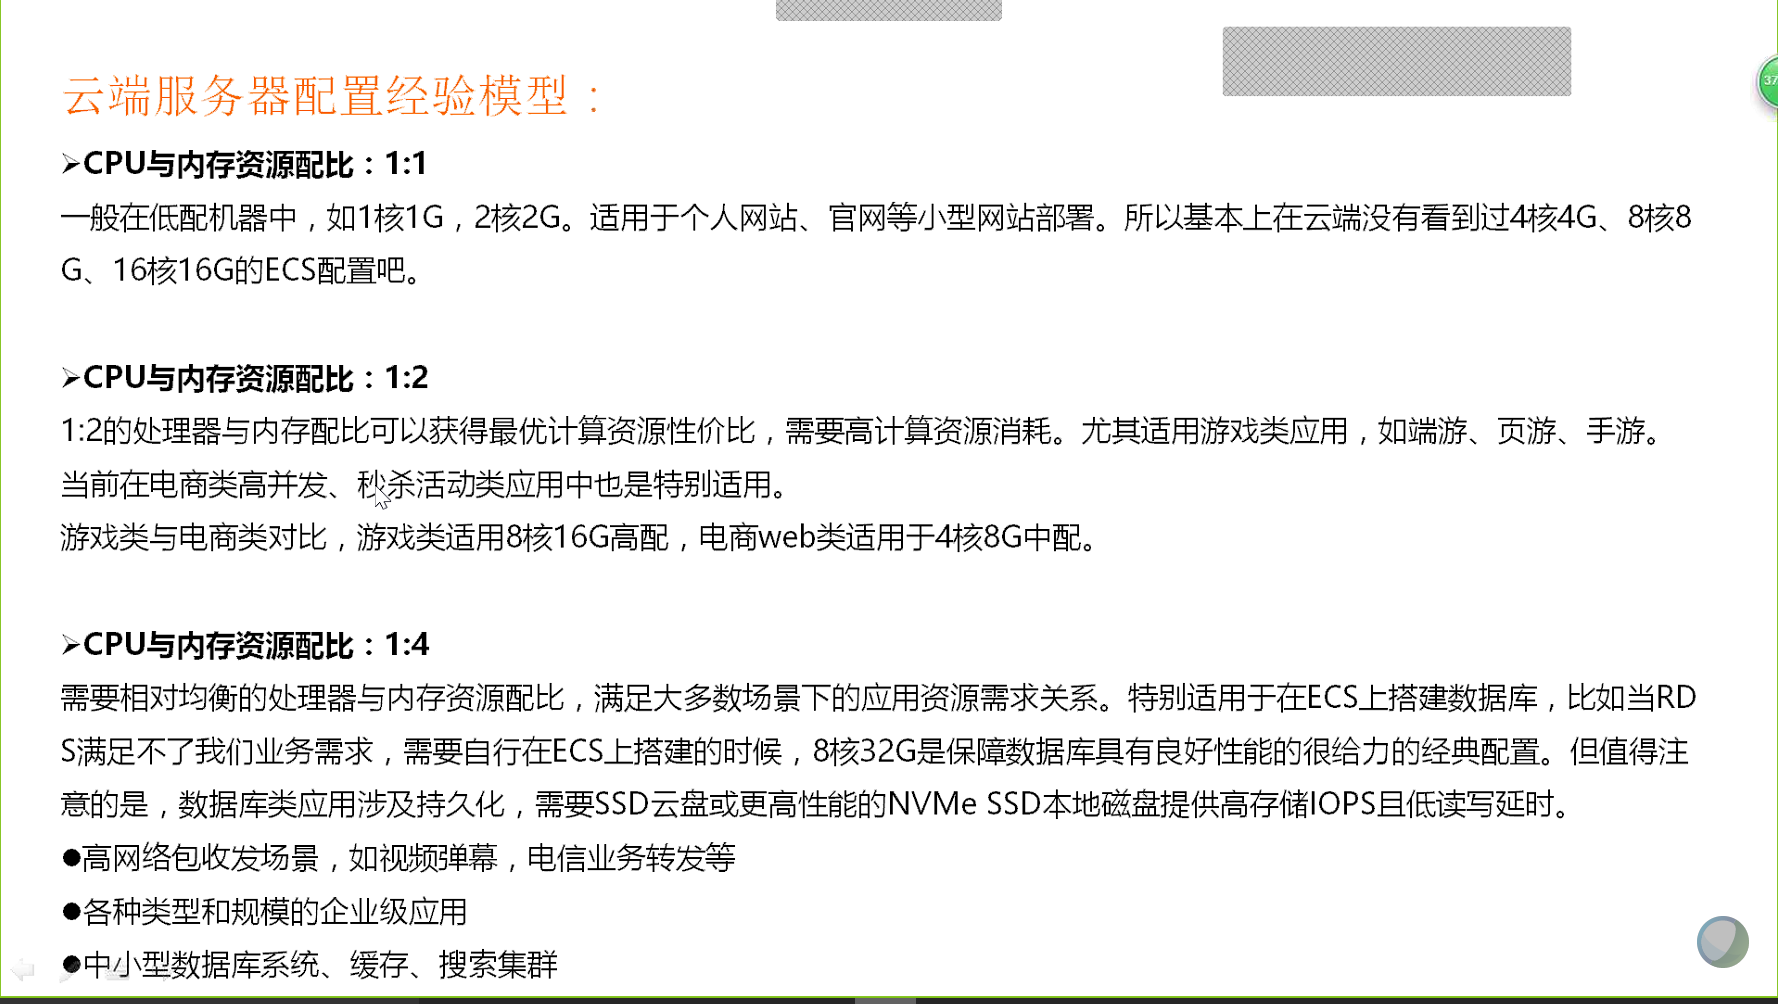 云端服务器配置经验模型：
➢CPU与内存资源配比：1:1
一般在低配机器中，如1核1G，2核2G。适用于个人网站、官网等小型网站部署。所以基本上在云端没有看到过4核4G、8核8
G、16核16G的ECS配置吧。
➢CPU与内存资源配比：1:2
1:2的处理器与内存配比可以获得最优计算资源性价比，需要高计算资源消耗。尤其适用游戏类应用，如端游、页游、手游。
当前在电商类高并发、秒杀活动类应用中也是特别适用。
游戏类与电商类对比，游戏类适用8核16G高配，电商web类适用于4核8G中配。
➢CPU与内存资源配比：1:4
需要相对均衡的处理器与内存资源配比，满足大多数场景下的应用资源需求关系。特别适用于在ECS上搭建数据库，比如当RD
S满足不了我们业务需求，需要自行在ECS上搭建的时候，8核32G是保障数据库具有良好性能的很给力的经典配置。但值得注
意的是，数据库类应用涉及持久化，需要SSD云盘或更高性能的NVMe SSD本地磁盘提供高存储IOPS且低读写延时。
●高网络包收发场景，如视频弹幕，电信业务转发等
●各种类型和规模的企业级应用
●中小型数据库系统、缓存、搜索集群
37